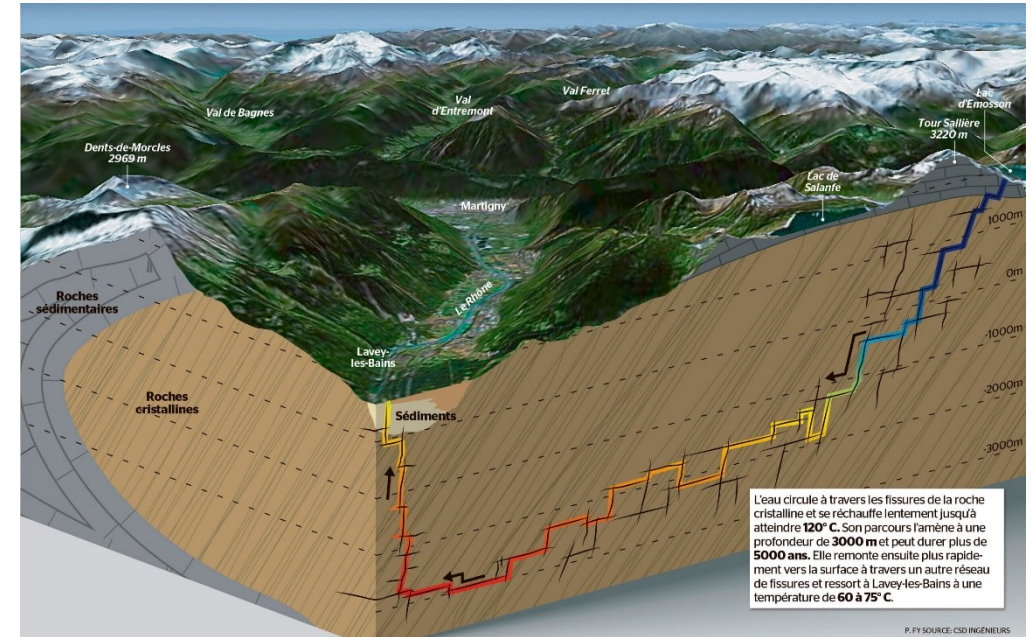 Val de Bagnes
Val
d'Entremont
Val Ferret
Lac
d'Emosson
Tour Sallière
3220 m
Dents-de-Morcles
2969 m
Lac de
Salanfe
Martigny
1000m
0m
-1000m
-2000m
-3000m
Roches
sédimentaires
Le Rhône
Lavey-
les-Bains
Roches
cristallines
Sédiments
L'eau circule à travers les fissures de la roche
cristalline et se réchauffe lentement jusqu'à
atteindre 120° C. Son parcours l'amène à une
profondeur de 3000 m et peut durer plus de
5000 ans. Elle remonte ensuite plus rapide-
ment vers la surface à travers un autre réseau
de fissures et ressort à Lavey-les-Bains à une
température de 60 à 75° C.
P. FY SOURCE: CSD INGÉNIEURS